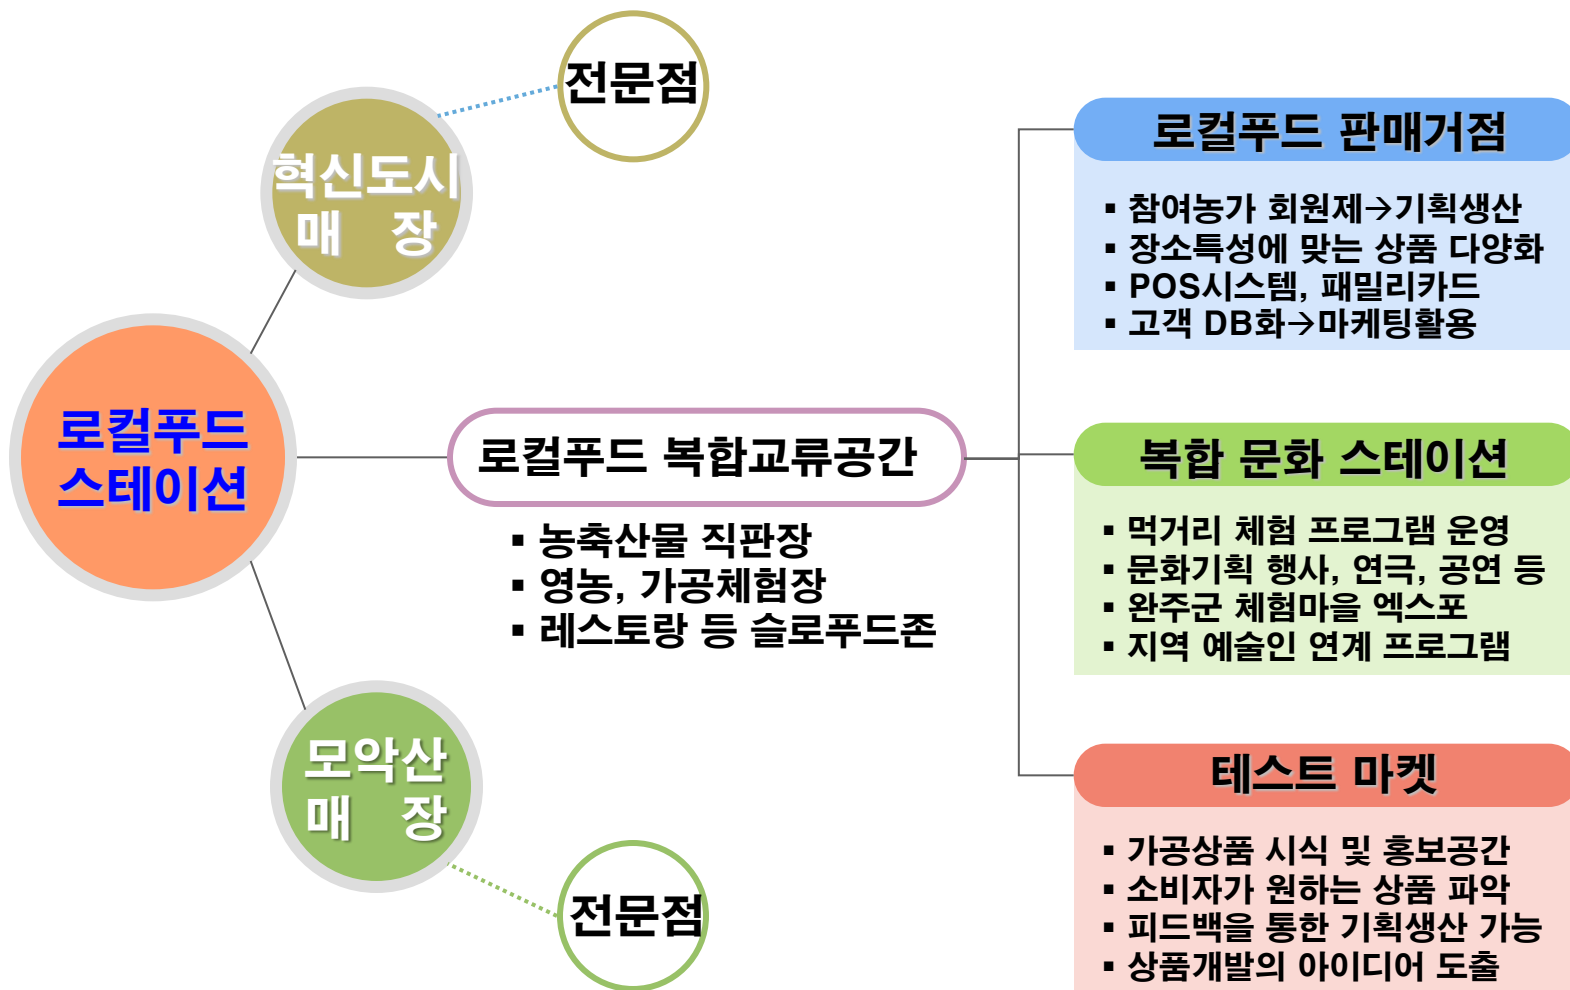 전문점
혁신도시
매 장
로컬푸드
스테이션
로컬푸드 복합교류공간
▪ 농축산물 직판장
▪ 영농, 가공체험장
▪ 레스토랑 등 슬로푸드존
모악산
매 장
전문점
로컬푸드 판매거점
▪ 참여농가 회원제→기획생산
▪ 장소특성에 맞는 상품 다양화
▪ POS시스템, 패밀리카드
▪ 고객 DB화→마케팅활용
복합 문화 스테이션
▪ 먹거리 체험 프로그램 운영
▪ 문화기획 행사, 연극, 공연 등
▪ 완주군 체험마을 엑스포
▪ 지역 예술인 연계 프로그램
테스트 마켓
▪ 가공상품 시식 및 홍보공간
▪ 소비자가 원하는 상품 파악
▪ 피드백을 통한 기획생산 가능
▪ 상품개발의 아이디어 도출